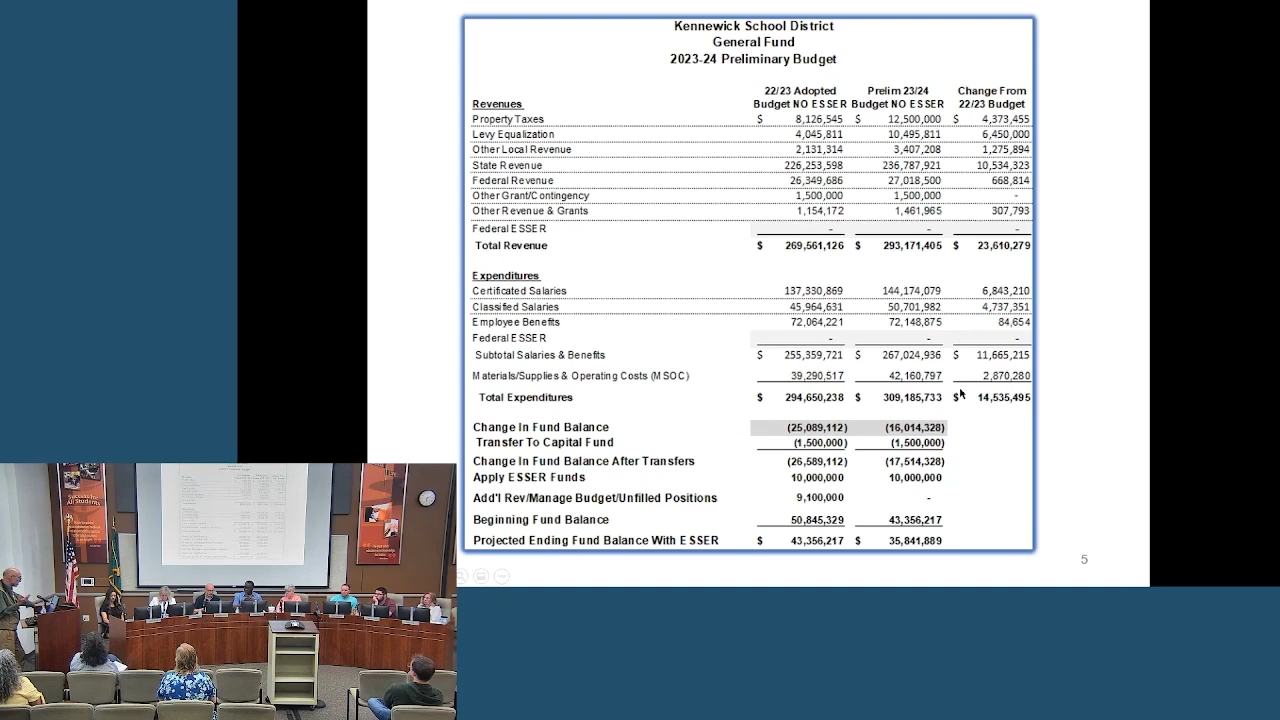 Kennewick School District
General Fund
2023-24 Preliminary Budget
22/23 Adopted Prelim 23/24 Change From
Revenues Budget NO ESSER Budget NO ESSER 22/23 Budget
Property Taxes $ 8,126,545 $ 12,500,000 $ 4,373,455
Levy Equalization 4,045,811 10,495,811 6,450,000
Other Local Revenue 2,131,314 3,407,208 1,275,894
State Revenue 226,253,598 236,787,921 10,534,323
Federal Revenue 26,349,686 27,018,500 668,814
Other Grant/Contingency 1,500,000 1,500,000 -
Other Revenue & Grants 1,154,172 1,461,965 307,793
Federal ESSER - - -
Total Revenue $ 269,561,126 $ 293,171,405 $ 23,610,279
Expenditures
Certificated Salaries 137,330,869 144,174,079 6,843,210
Classified Salaries 45,964,631 50,701,982 4,737,351
Employee Benefits 72,064,221 72,148,875 84,654
Federal ESSER - - -
Subtotal Salaries & Benefits $ 255,359,721 $ 267,024,936 $ 11,665,215
Materials/Supplies & Operating Costs (MSOC) 39,290,517 42,160,797 2,870,280
Total Expenditures $ 294,650,238 $ 309,185,733 $ 14,535,495
Change In Fund Balance (25,089,112) (16,014,328)
Transfer To Capital Fund (1,500,000) (1,500,000)
Change In Fund Balance After Transfers (26,589,112) (17,514,328)
Apply ESSER Funds 10,000,000 10,000,000
Add'l Rev/Manage Budget/Unfilled Positions 9,100,000 -
Beginning Fund Balance 50,845,329 43,356,217
Projected Ending Fund Balance With ESSER $ 43,356,217 $ 35,841,889
5
Success for
All Students